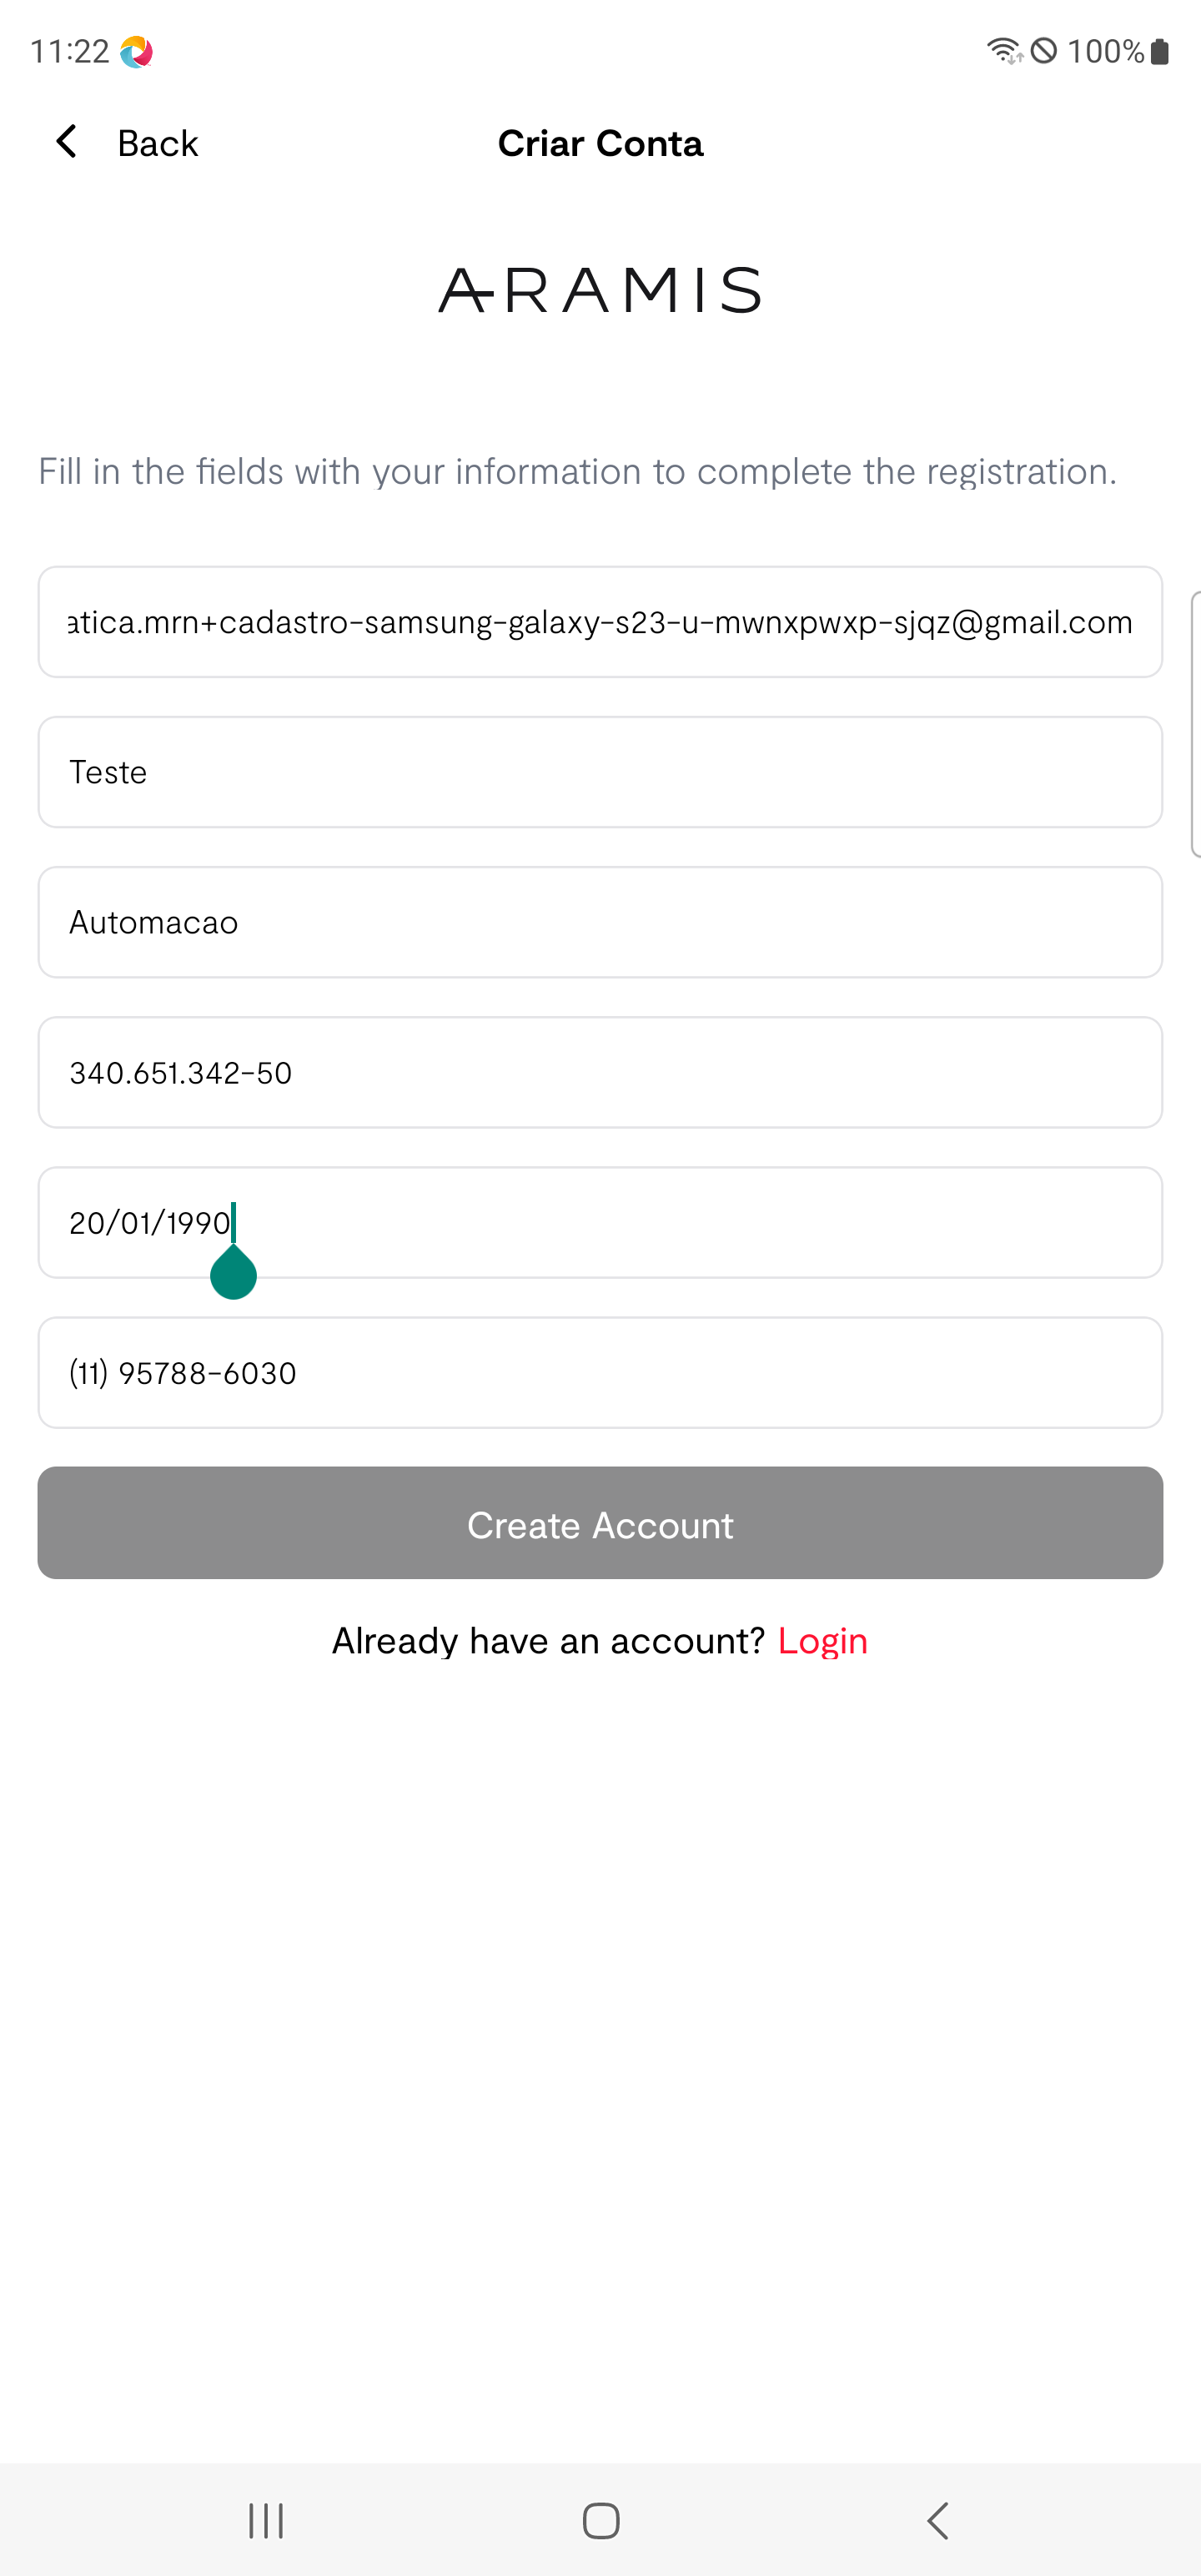 11:22
100%
Back
Criar Conta
ARAMIS
Fill in the fields with your information to complete the registration.
atica.mrn+cadastro-samsung-galaxy-s23-u-mwnxpwxp-sjqz@gmail.com
Teste
Automacao
340.651.342-50
20/01/1990
(11) 95788-6030
Create Account
Already have an account? Login